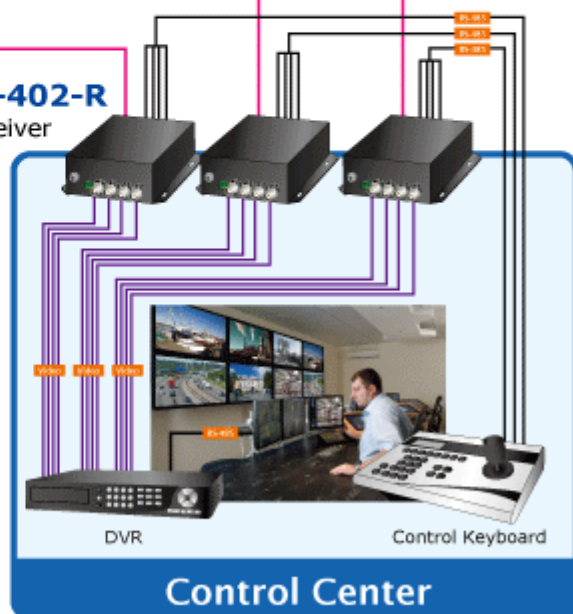 RS-485
RS-485
RS-485
-402-R
eiver
Video
Video
Video
RS-485
DVR
Control Keyboard
Control Center